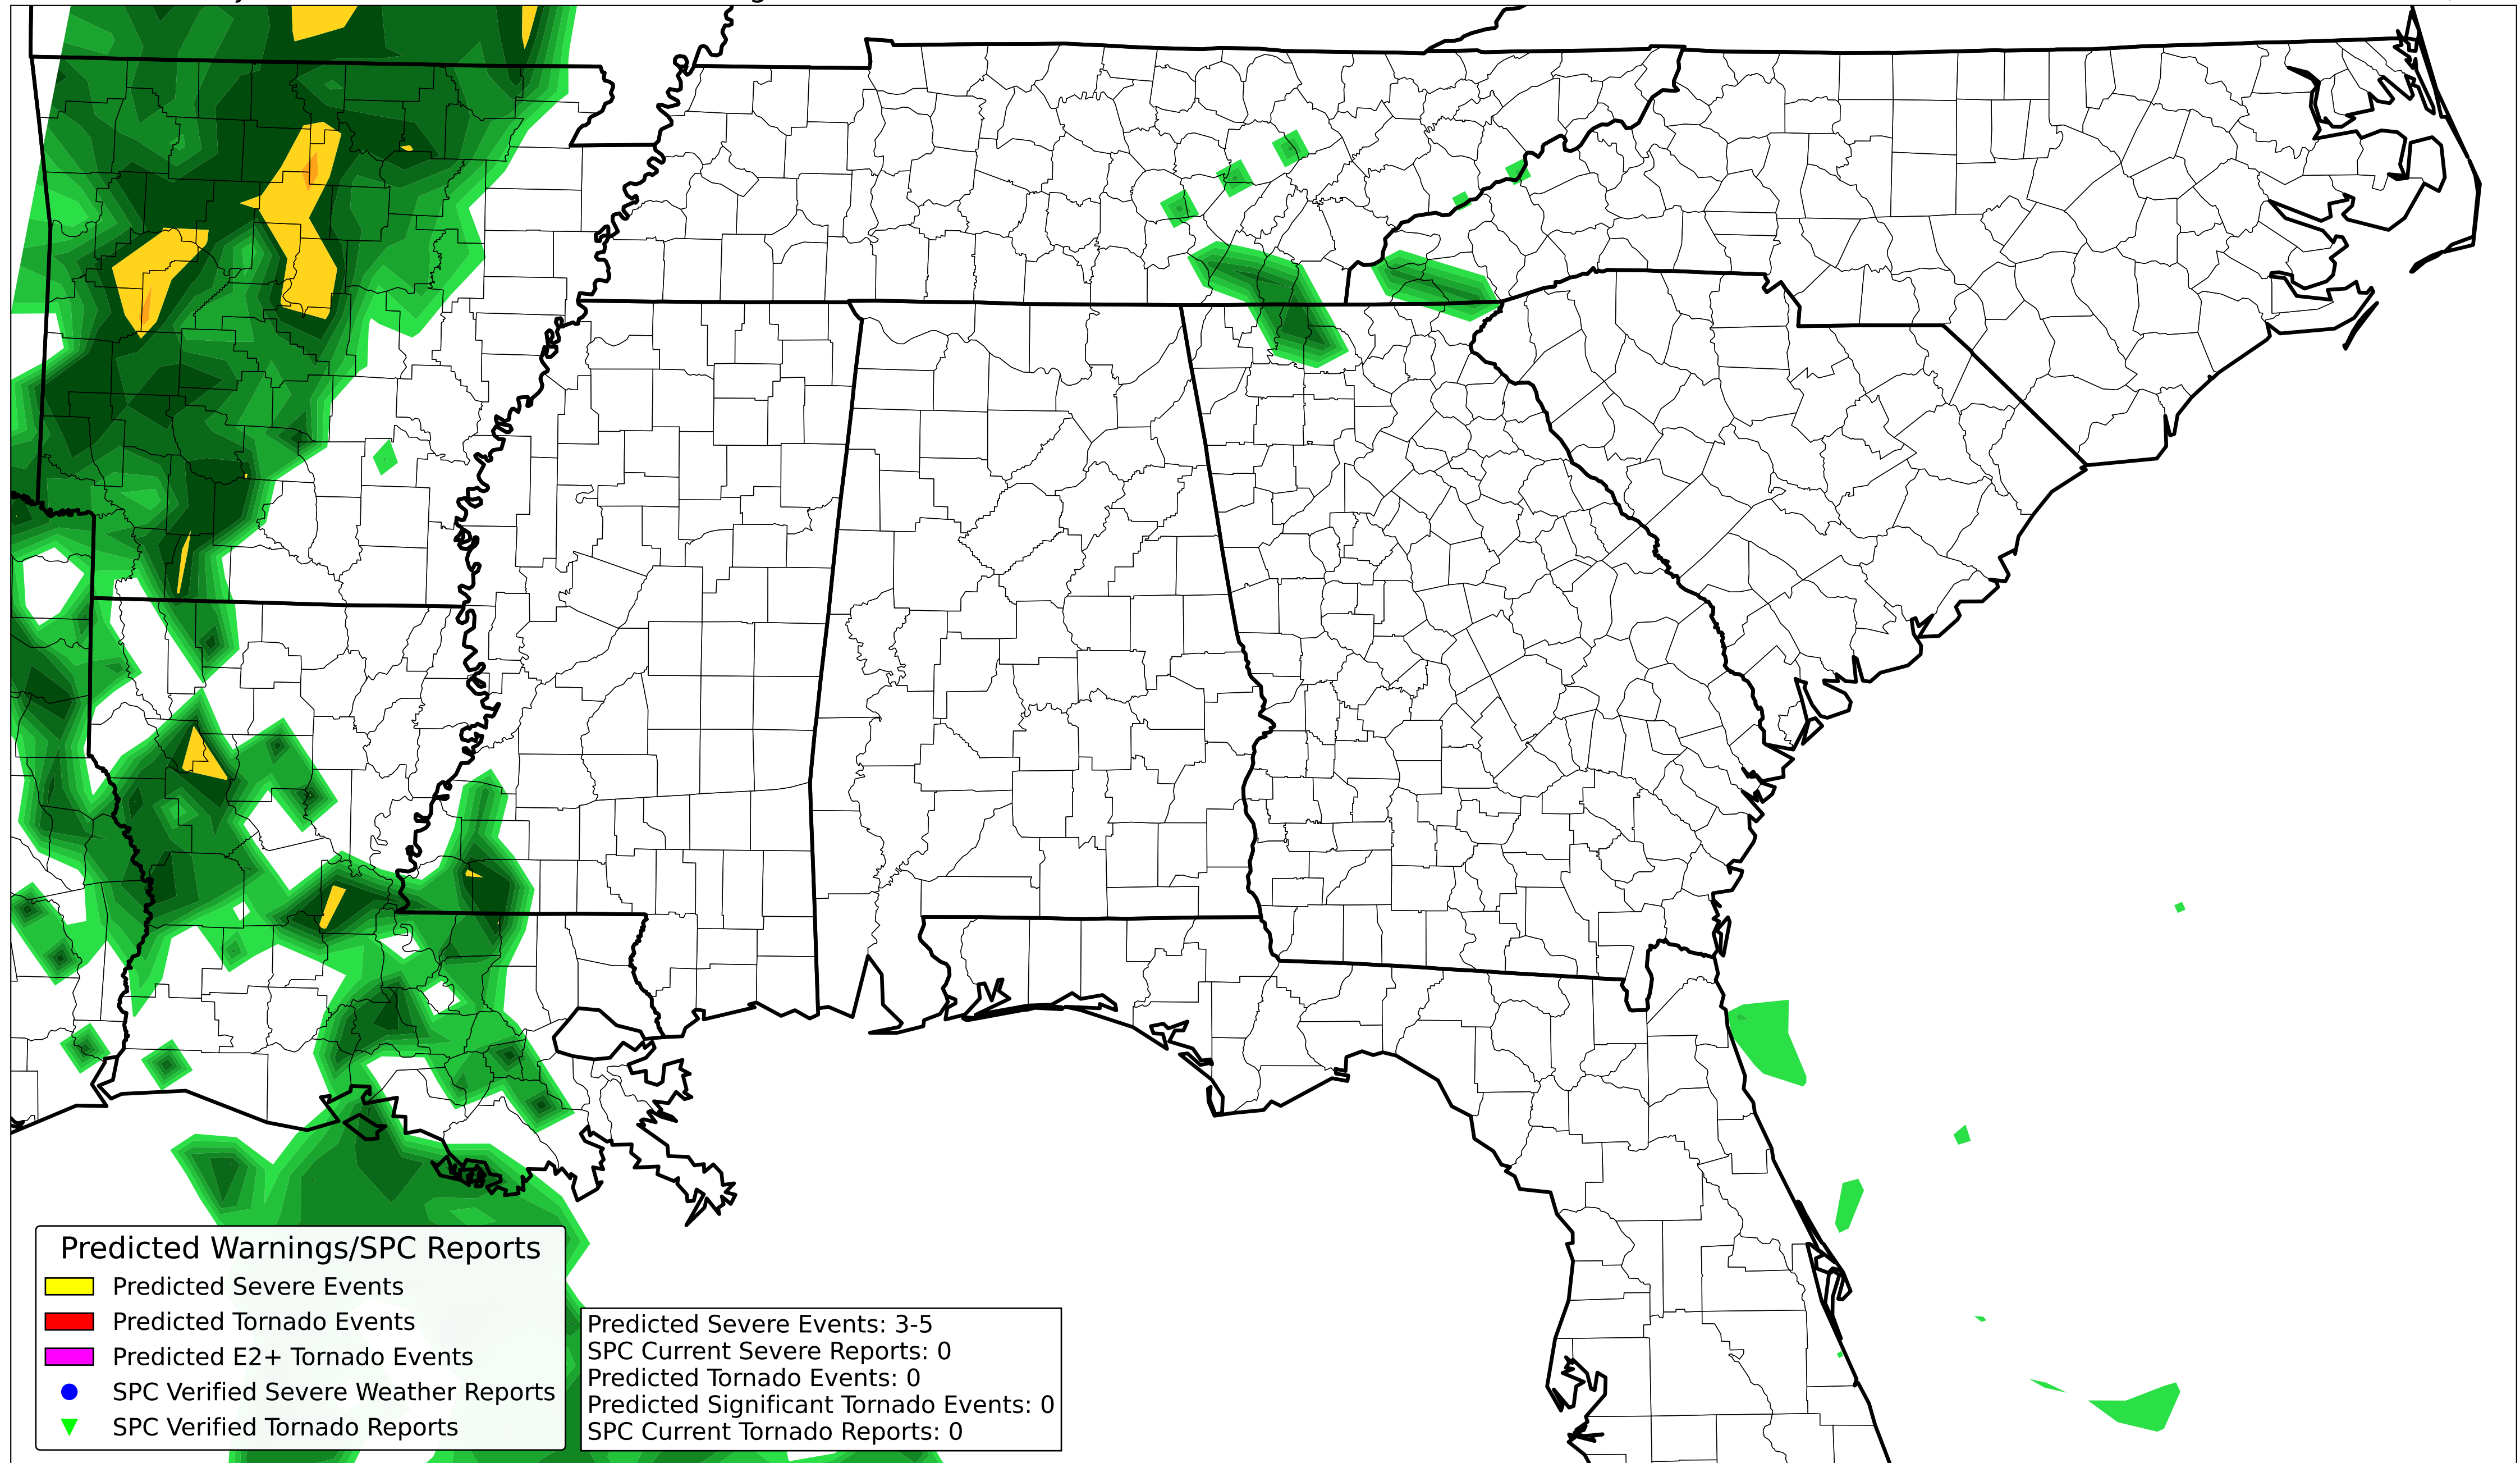 Predicted Warnings/SPC Reports
Predicted Severe Events
Predicted Tornado Events
Predicted E2+ Tornado Events
SPC Verified Severe Weather Reports
SPC Verified Tornado Reports
Predicted Severe Events: 3-5
SPC Current Severe Reports: 0
Predicted Tornado Events: 0
Predicted Significant Tornado Events: 0
SPC Current Tornado Reports: 0